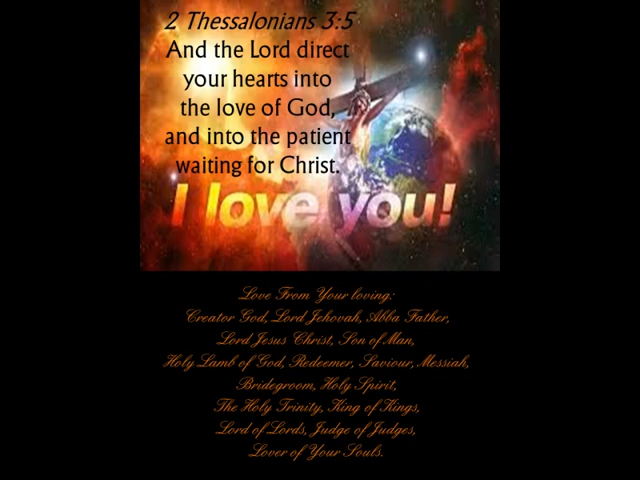 2 Thessalonians 3:5
And the Lord direct
your hearts into
the love of God,
and into the patient
waiting for Christ.
I love you!
Love From Your loving:
Creator God, Lord Jehovah, Abba Father,
Lord Jesus Christ, Son of Man,
Holy Lamb of God, Redeemer, Saviour, Messiah,
Bridegroom, Holy Spirit,
The Holy Trinity, King of Kings,
Lord of Lords, Judge of Judges,
Lover of Your Souls.